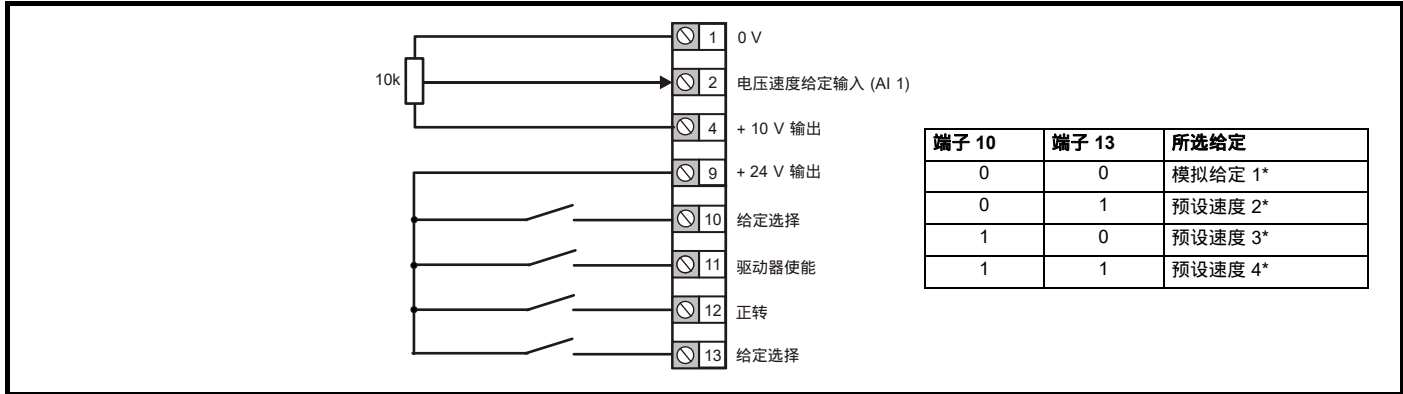 1 0 V
10k
2 电压速度给定输入 (AI 1)
4 + 10 V 输出
9 + 24 V 输出
10 给定选择
11 驱动器使能
12 正转
13 给定选择
端子 10 端子 13 所选给定
0 0 模拟给定 1*
0 1 预设速度 2*
1 0 预设速度 3*
1 1 预设速度 4*